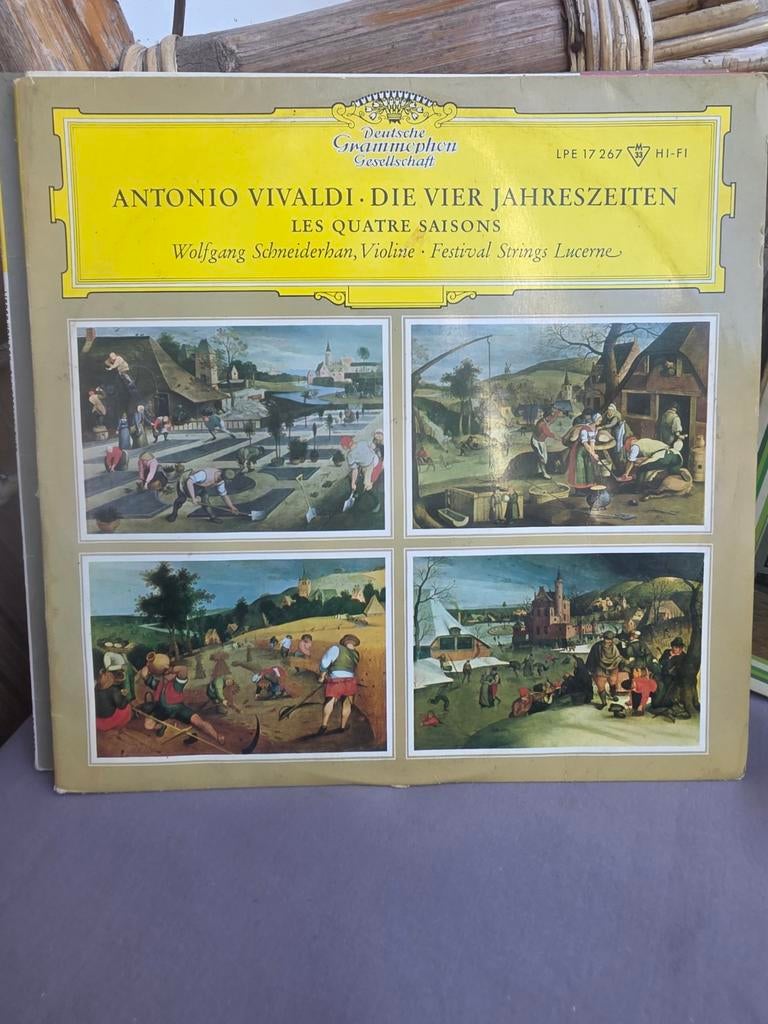 Deutsche
Grammophon
Gesellschaft
LPE 17 267 M 33 HI-FI
ANTONIO VIVALDI · DIE VIER JAHRESZEITEN
LES QUATRE SAISONS
Wolfgang Schneiderhan, Violine · Festival Strings Lucerne